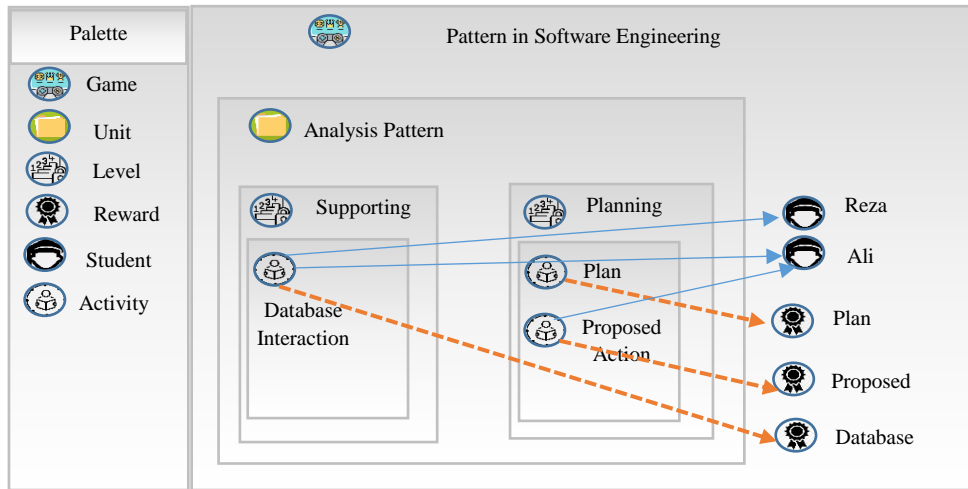 Palette
Game
Unit
Level
Reward
Student
Activity
Pattern in Software Engineering
Analysis Pattern
Supporting
Database
Interaction
Planning
Plan
Proposed
Action
Reza
Ali
Plan
Proposed
Database